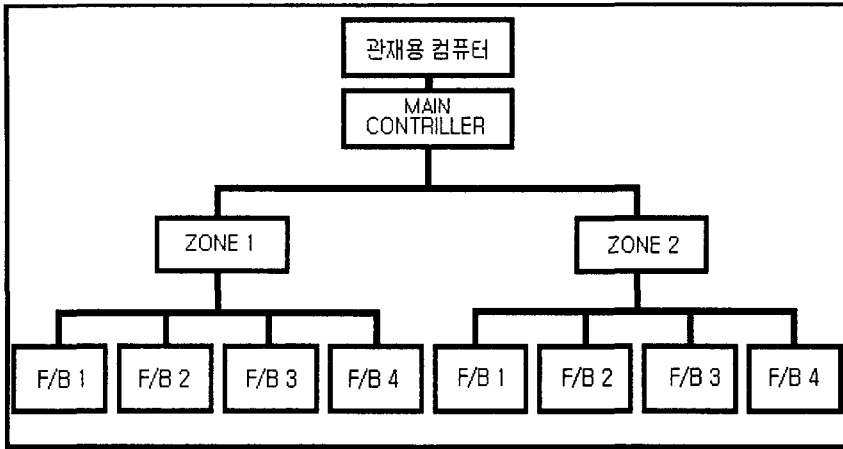 관재용 컴퓨터
MAIN
CONTRILLER
ZONE 1
ZONE 2
F/B 1
F/B 2
F/B 3
F/B 4
F/B 1
F/B 2
F/B 3
F/B 4